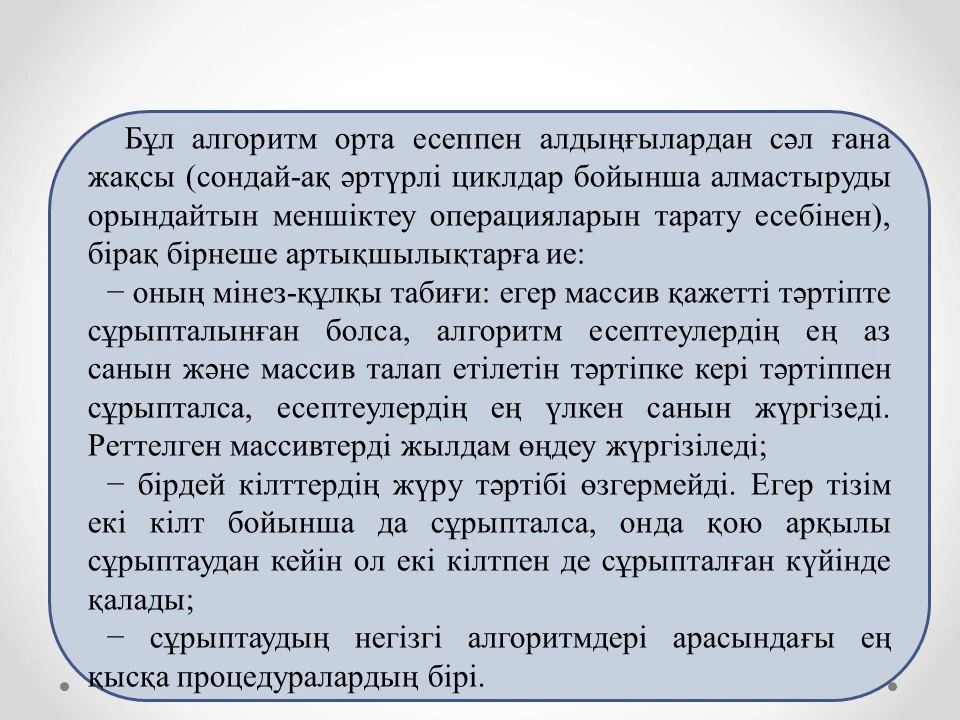 Бұл алгоритм орта есеппен алдыңғылардан сәл ғана
жақсы (сондай-ақ әртүрлі циклдар бойынша алмастыруды
орындайтын меншіктеу операцияларын тарату есебінен),
бірақ бірнеше артықшылықтарға ие:
− оның мінез-құлқы табиғи: егер массив қажетті тәртіпте
сұрыпталынған болса, алгоритм есептеулердің ең аз
санын және массив талап етілетін тәртіпке кері тәртіппен
сұрыпталса, есептеулердің ең үлкен санын жүргізеді.
Реттелген массивтерді жылдам өңдеу жүргізіледі;
− бірдей кілттердің жүру тәртібі өзгермейді. Егер тізім
екі кілт бойынша да сұрыпталса, онда қою арқылы
сұрыптаудан кейін ол екі кілтпен де сұрыпталған күйінде
қалады;
− сұрыптаудың негізгі алгоритмдері арасындағы ең
қысқа процедуралардың бірі.